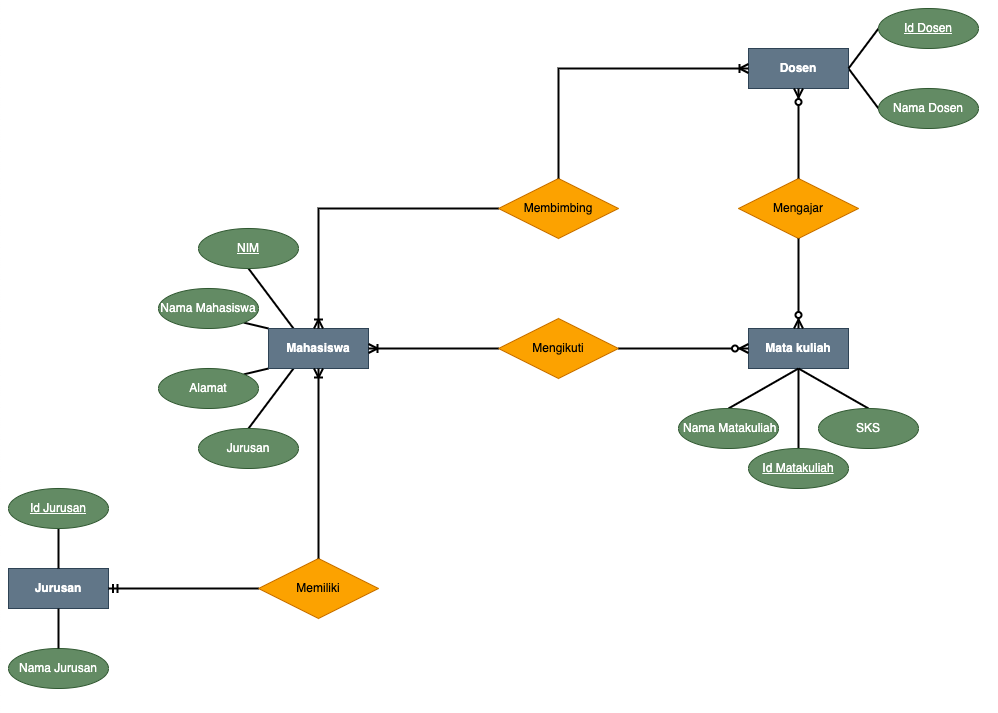 Id Dosen
Dosen
Nama Dosen
Membimbing
Mengajar
NIM
Nama Mahasiswa
Mahasiswa
Mengikuti
Mata kuliah
Alamat
Jurusan
Nama Matakuliah
SKS
Id Matakuliah
Id Jurusan
Jurusan
Memiliki
Nama Jurusan